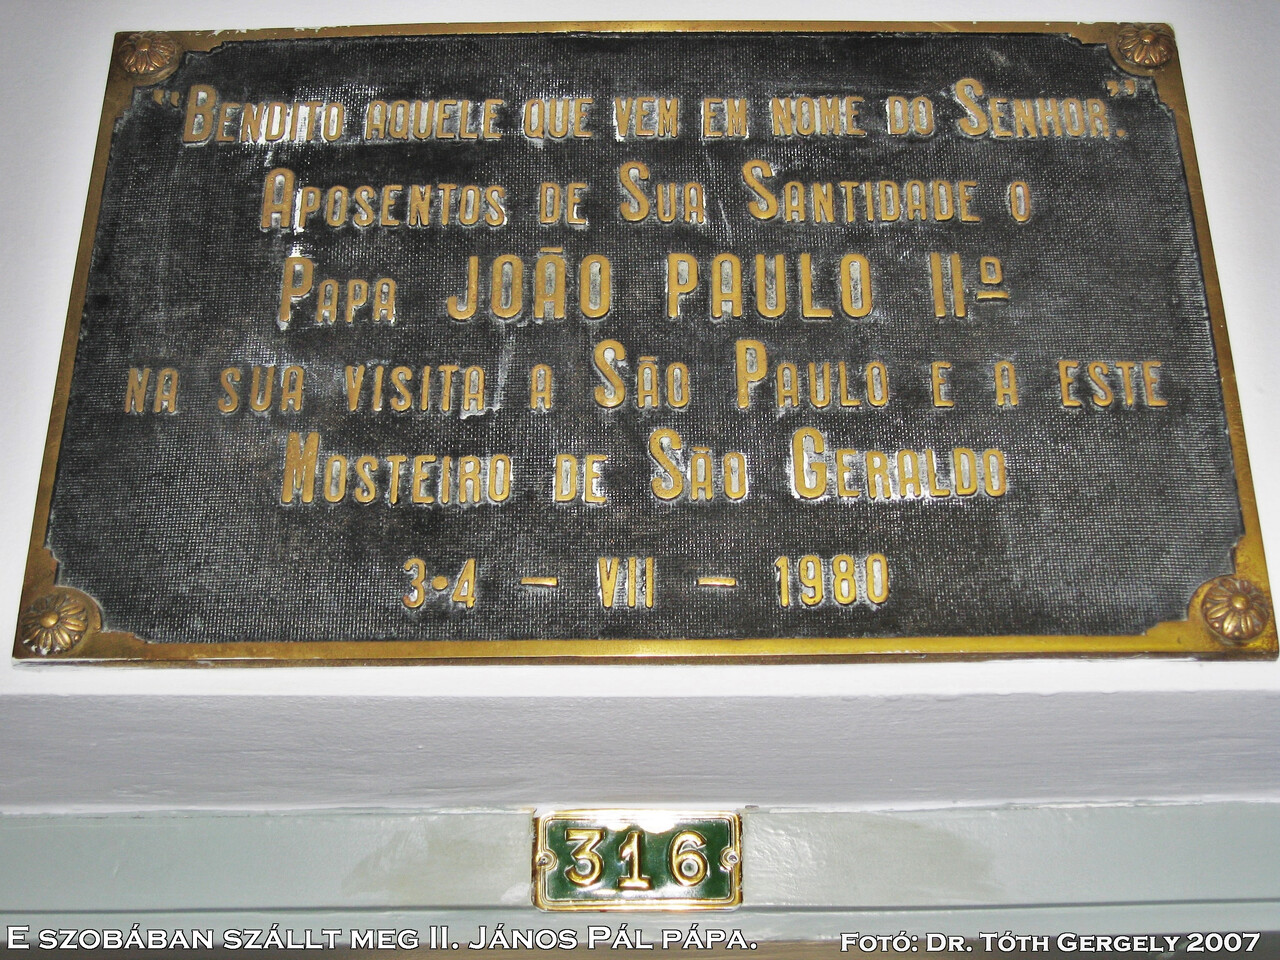 "Bendito aquele que vem em nome do Senhor."
Aposentos de Sua Santidade o
Papa JOÃO PAULO IIº
na sua visita a São Paulo e a este
Mosteiro de São Geraldo
3•4 – VII – 1980
316
E szobában szállt meg II. János Pál pápa.
Fotó: Dr. Tóth Gergely 2007